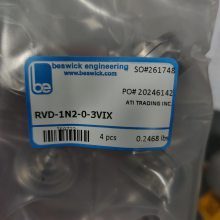 beswick engineering
www.beswick.com
be
SO#261748
PO# 20246142
ATI TRADING INC.
RVD-1N2-0-3VIX
4 pcs
0.2468 lbs